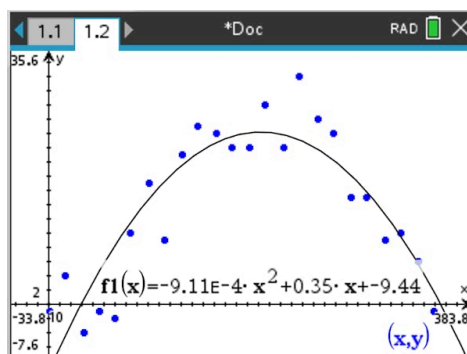 1.1 1.2 *Doc RAD
35.6 y
f1(x)=-9.11E-4· x²+0.35· x+-9.44
2 x
-33.8 10 383.8
(x,y)
-7.6